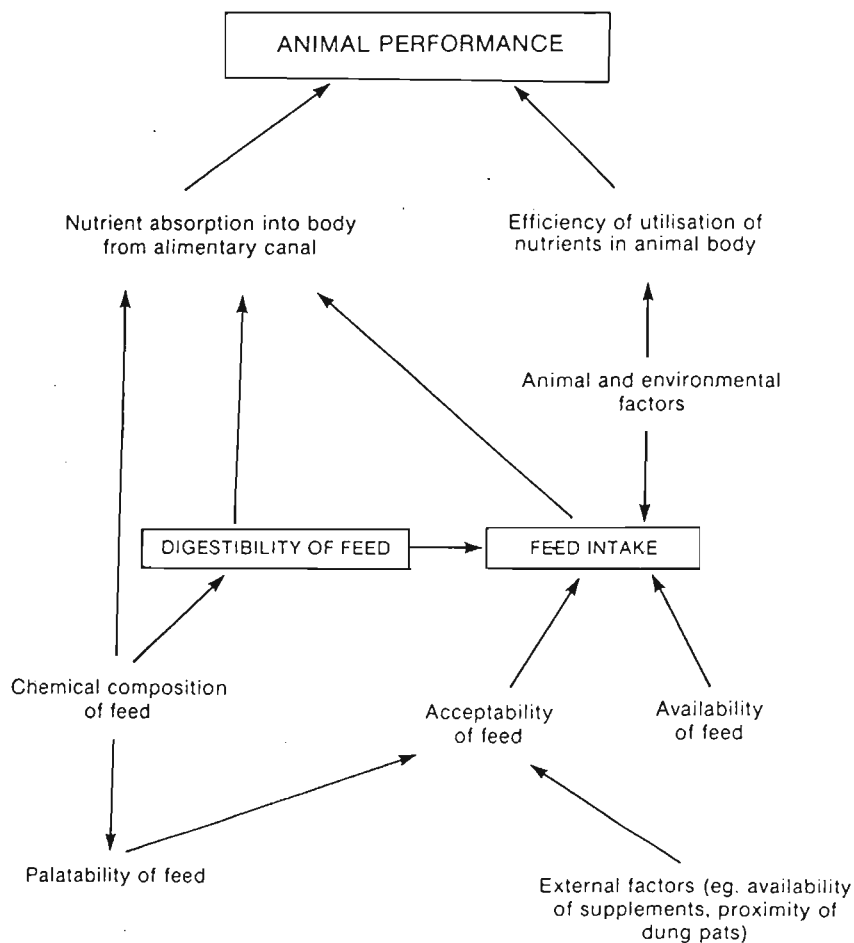 ANIMAL PERFORMANCE
Nutrient absorption into body
from alimentary canal
Efficiency of utilisation of
nutrients in animal body
Animal and environmental
factors
DIGESTIBILITY OF FEED
FEED INTAKE
Chemical composition
of feed
Acceptability
of feed
Availability
of feed
Palatability of feed
External factors (eg. availability
of supplements, proximity of
dung pats)